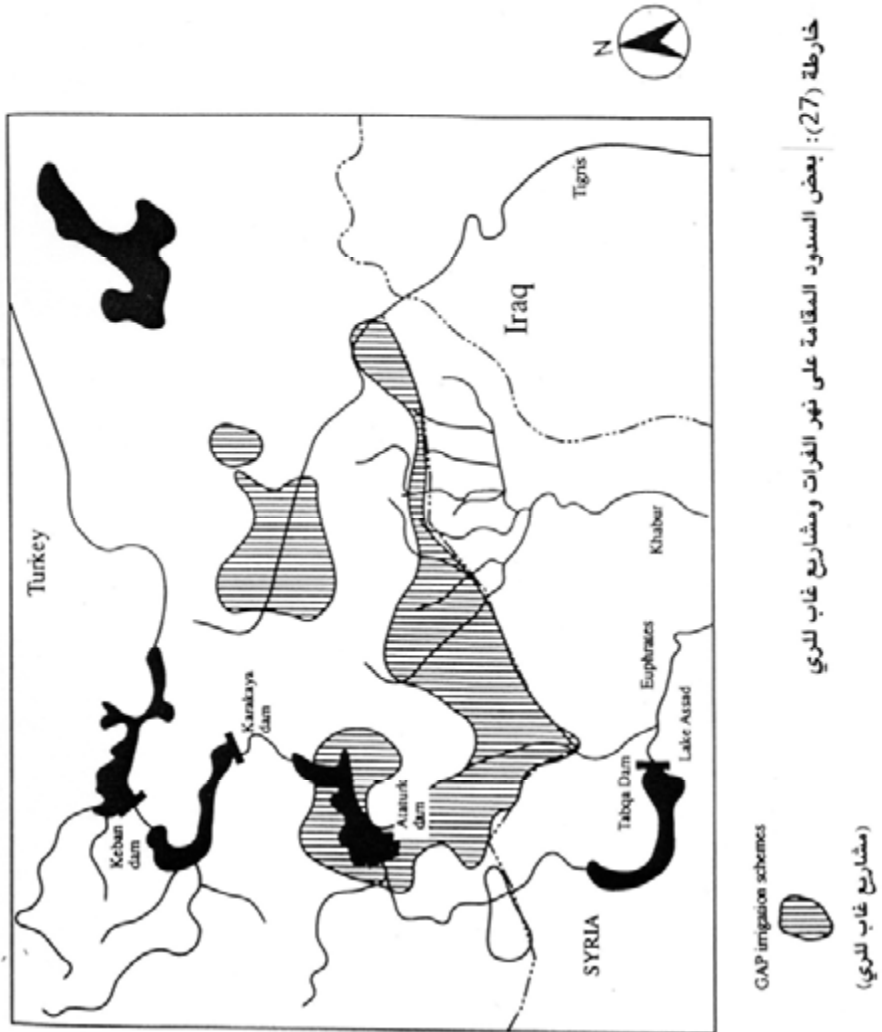 N
Turkey
Keban
dam
Karakaya
dam
Ataturk
dam
Iraq
Tigris
SYRIA
Tabqa Dam
Lake Assad
Euphrates
Khabur
GAP irrigation schemes
(مشاريع غاب للري)
خارطة (27): بعض السدود المقامة على نهر الفرات ومشاريع غاب للري